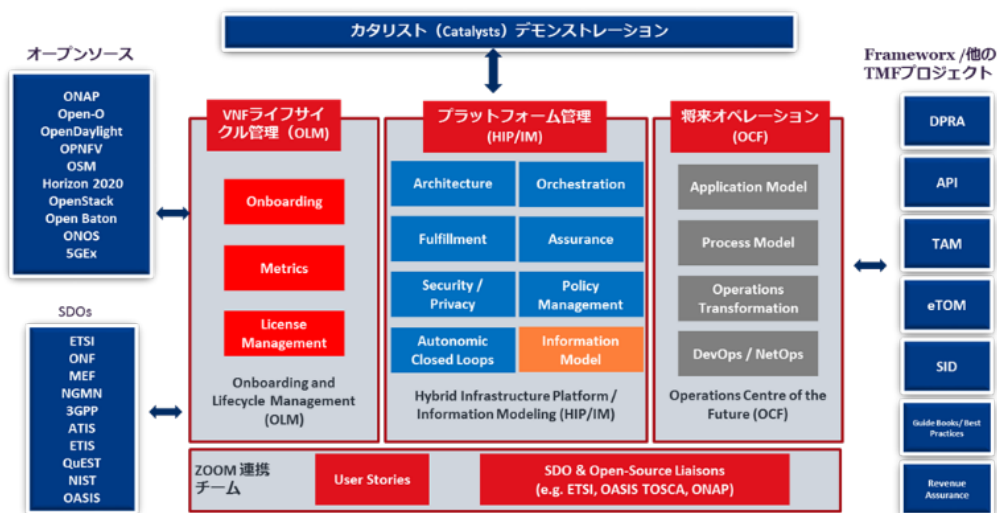 カタリスト（Catalysts）デモンストレーション
オープンソース
ONAP
Open-O
OpenDaylight
OPNFV
OSM
Horizon 2020
OpenStack
Open Baton
ONOS
5GEx
SDOs
ETSI
ONF
MEF
NGMN
3GPP
ATIS
ETIS
QuEST
NIST
OASIS
VNFライフサイ
クル管理（OLM）
Onboarding
Metrics
License
Management
Onboarding and
Lifecycle Management
(OLM)
プラットフォーム管理
(HIP/IM)
Architecture
Orchestration
Fulfillment
Assurance
Security /
Privacy
Policy
Management
Autonomic
Closed Loops
Information
Model
Hybrid Infrastructure Platform /
Information Modeling (HIP/IM)
将来オペレーション
(OCF)
Application Model
Process Model
Operations
Transformation
DevOps / NetOps
Operations Centre of the
Future (OCF)
ZOOM 連携
チーム
User Stories
SDO & Open-Source Liaisons
(e.g. ETSI, OASIS TOSCA, ONAP)
Frameworx /他の
TMFプロジェクト
DPRA
API
TAM
eTOM
SID
Guide Books/Best
Practices
Revenue
Assurance